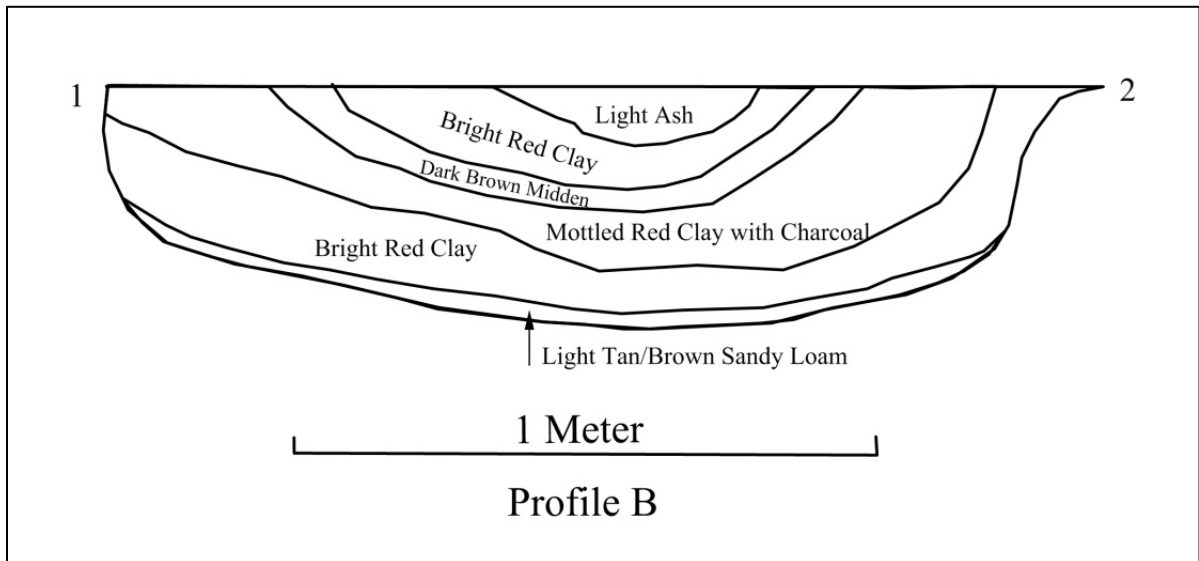 1
2
Light Ash
Bright Red Clay
Dark Brown Midden
Mottled Red Clay with Charcoal
Bright Red Clay
Light Tan/Brown Sandy Loam
1 Meter
Profile B